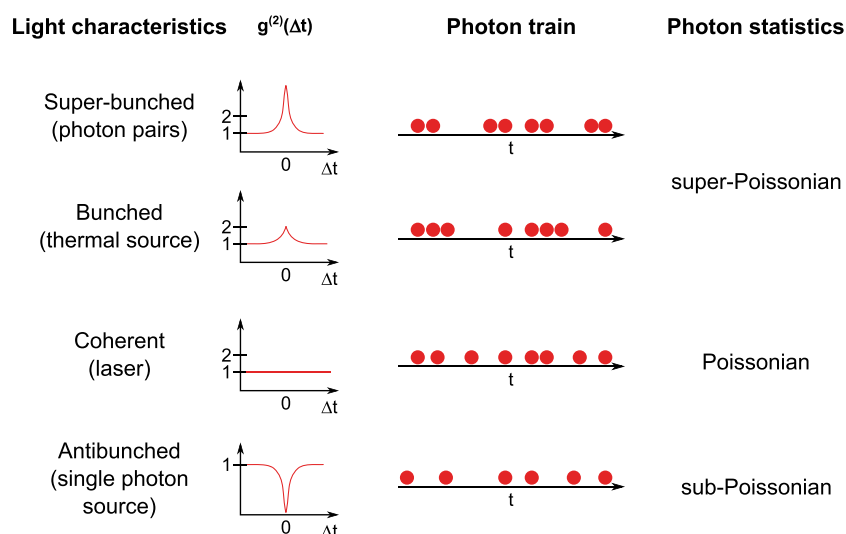 Light characteristics g⁽²⁾(Δt) Photon train Photon statistics
Super-bunched
(photon pairs)
2
1
0
Δt
t
super-Poissonian
Bunched
(thermal source)
2
1
0
Δt
t
Coherent
(laser)
2
1
0
Δt
t
Poissonian
Antibunched
(single photon
source)
1
0
Δt
t
sub-Poissonian